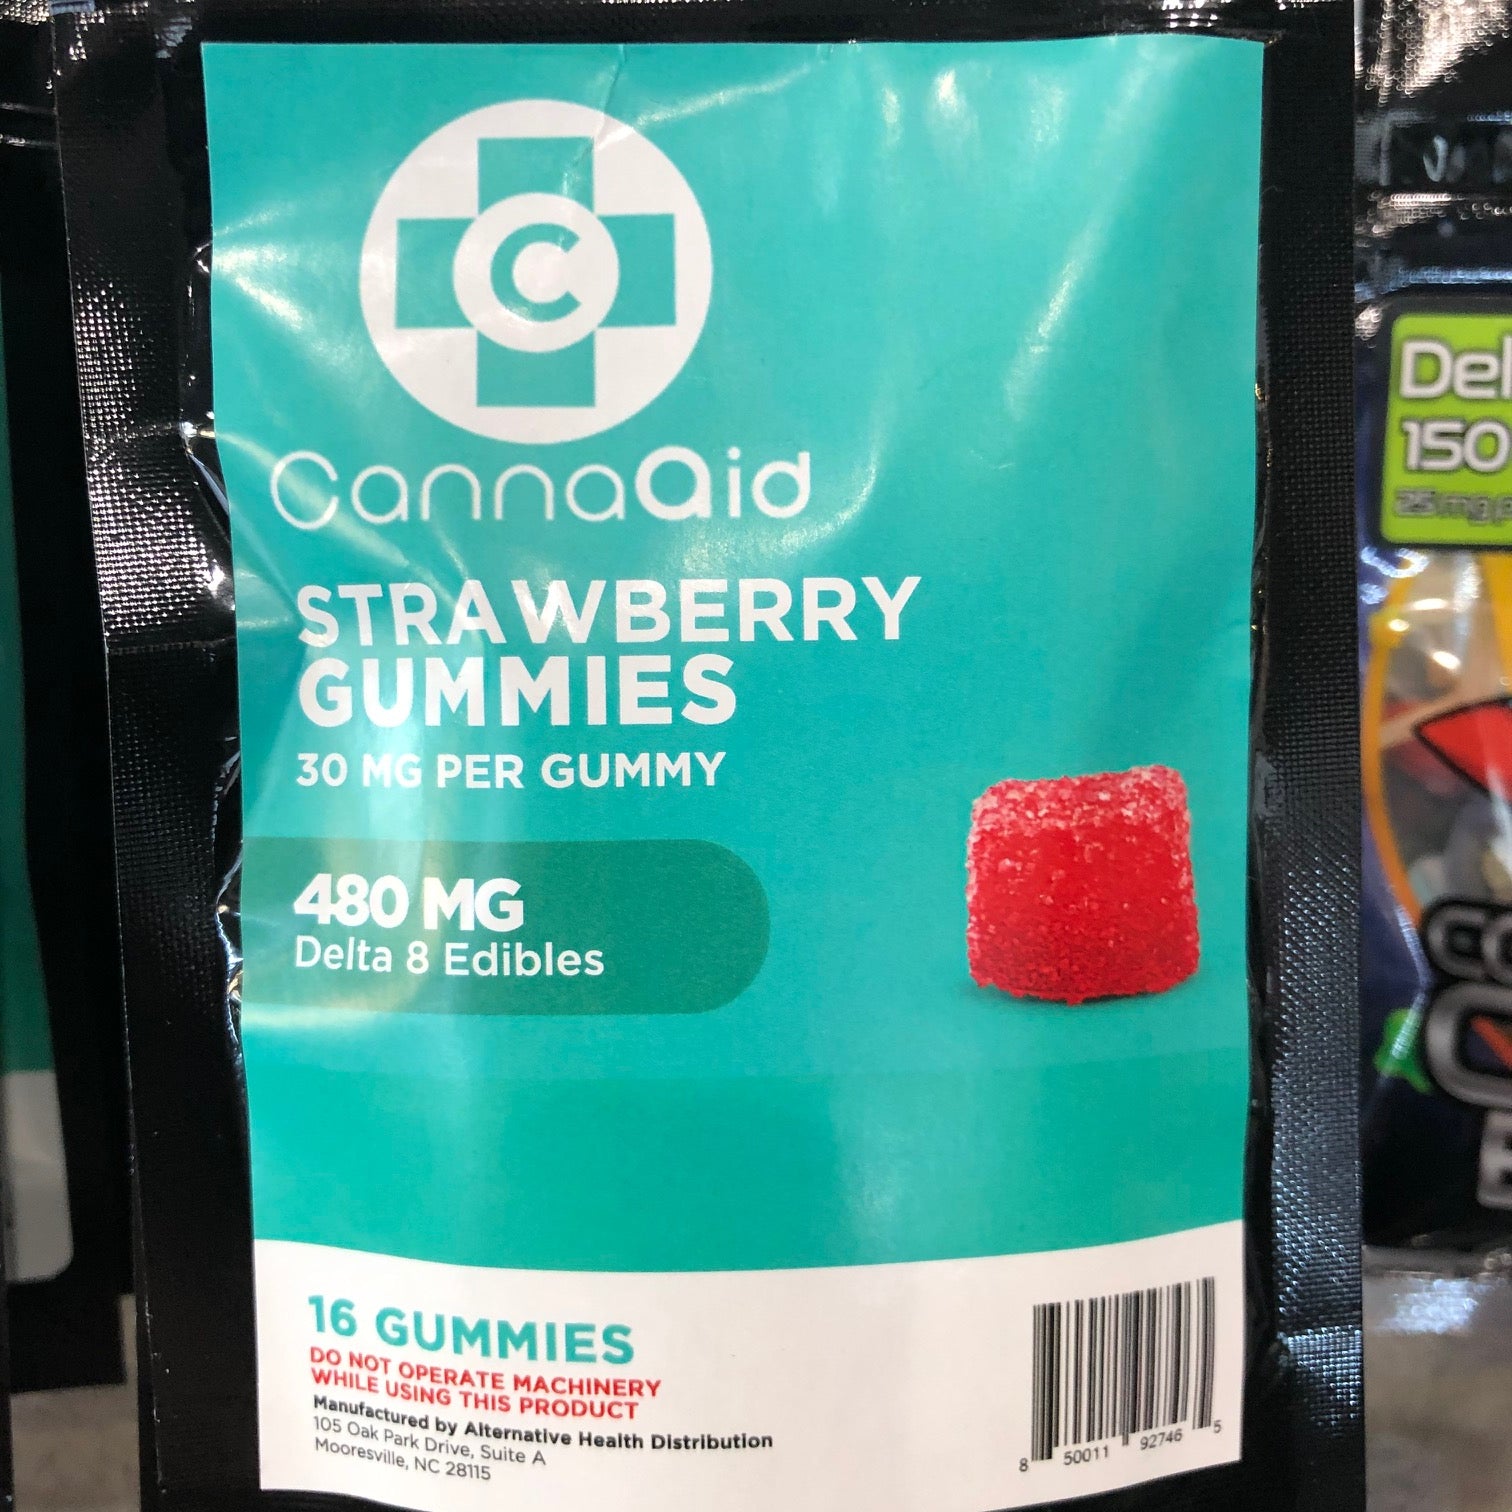 C
CannaAid
STRAWBERRY
GUMMIES
30 MG PER GUMMY
480 MG
Delta 8 Edibles
16 GUMMIES
DO NOT OPERATE MACHINERY
WHILE USING THIS PRODUCT
Manufactured by Alternative Health Distribution
105 Oak Park Drive, Suite A
Mooresville, NC 28115
8 50011 92746 5
150
25mg